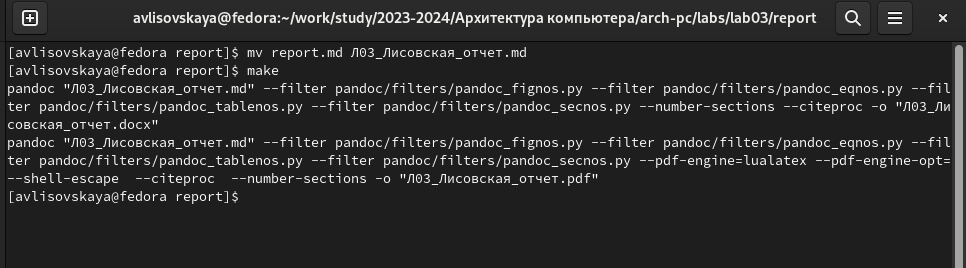 avlisovskaya@fedora:~/work/study/2023-2024/Архитектура компьютера/arch-pc/labs/lab03/report
[avlisovskaya@fedora report]$ mv report.md Л03_Лисовская_отчет.md
[avlisovskaya@fedora report]$ make
pandoc "Л03_Лисовская_отчет.md" --filter pandoc/filters/pandoc_fignos.py --filter pandoc/filters/pandoc_eqnos.py --fil
ter pandoc/filters/pandoc_tablenos.py --filter pandoc/filters/pandoc_secnos.py --number-sections --citeproc -o "Л03_Ли
совская_отчет.docx"
pandoc "Л03_Лисовская_отчет.md" --filter pandoc/filters/pandoc_fignos.py --filter pandoc/filters/pandoc_eqnos.py --fil
ter pandoc/filters/pandoc_tablenos.py --filter pandoc/filters/pandoc_secnos.py --pdf-engine=lualatex --pdf-engine-opt=
--shell-escape  --citeproc  --number-sections -o "Л03_Лисовская_отчет.pdf"
[avlisovskaya@fedora report]$